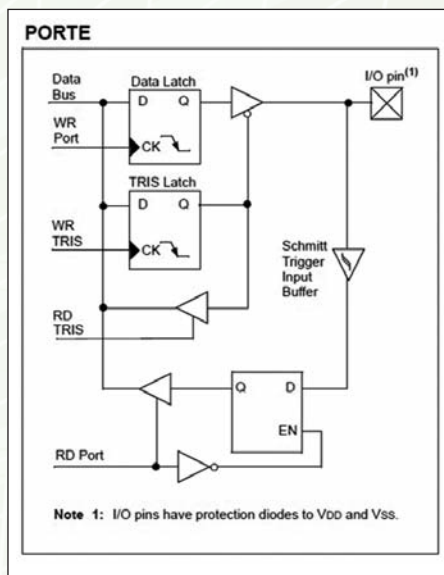 PORTE
Data
Bus
Data Latch
I/O pin(1)
D Q
WR
Port
CK
TRIS Latch
D Q
WR
TRIS
CK
Schmitt
Trigger
Input
Buffer
RD
TRIS
Q D
EN
RD Port
Note 1: I/O pins have protection diodes to VDD and VSS.